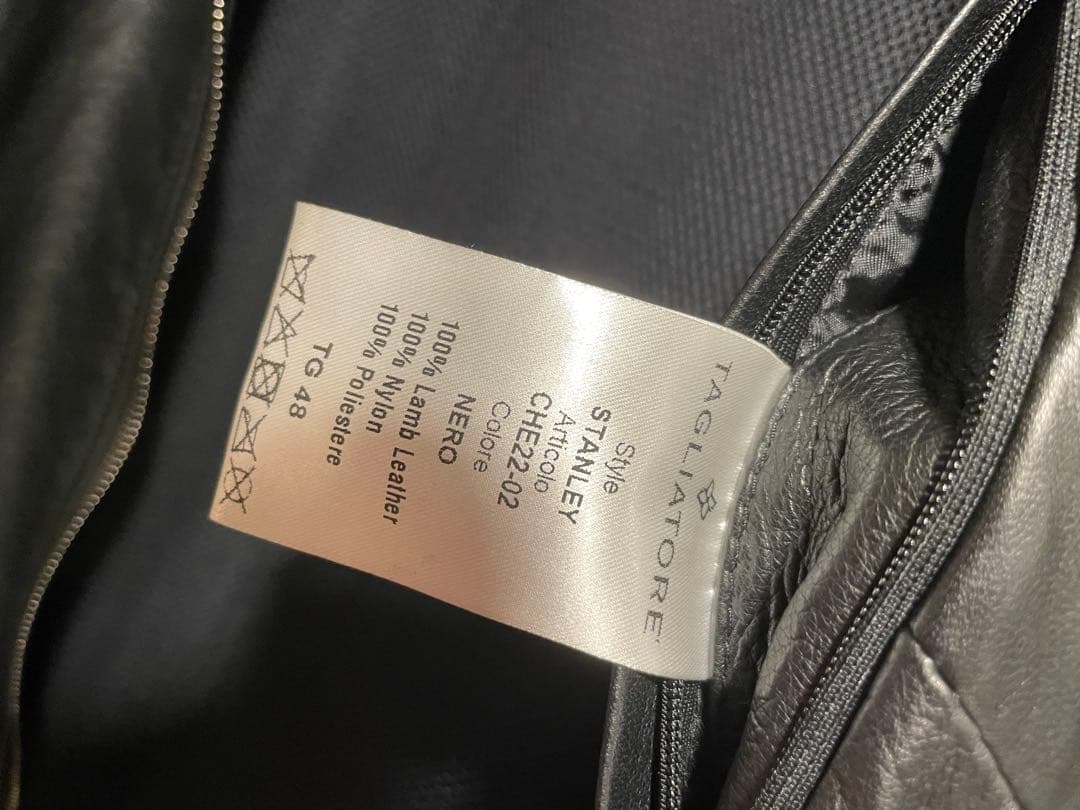 TAGLIATORE
Style
STANLEY
Articolo
CHE22-02
Colore
NERO
100% Lamb Leather
100% Nylon
100% Poliestere
TG 48